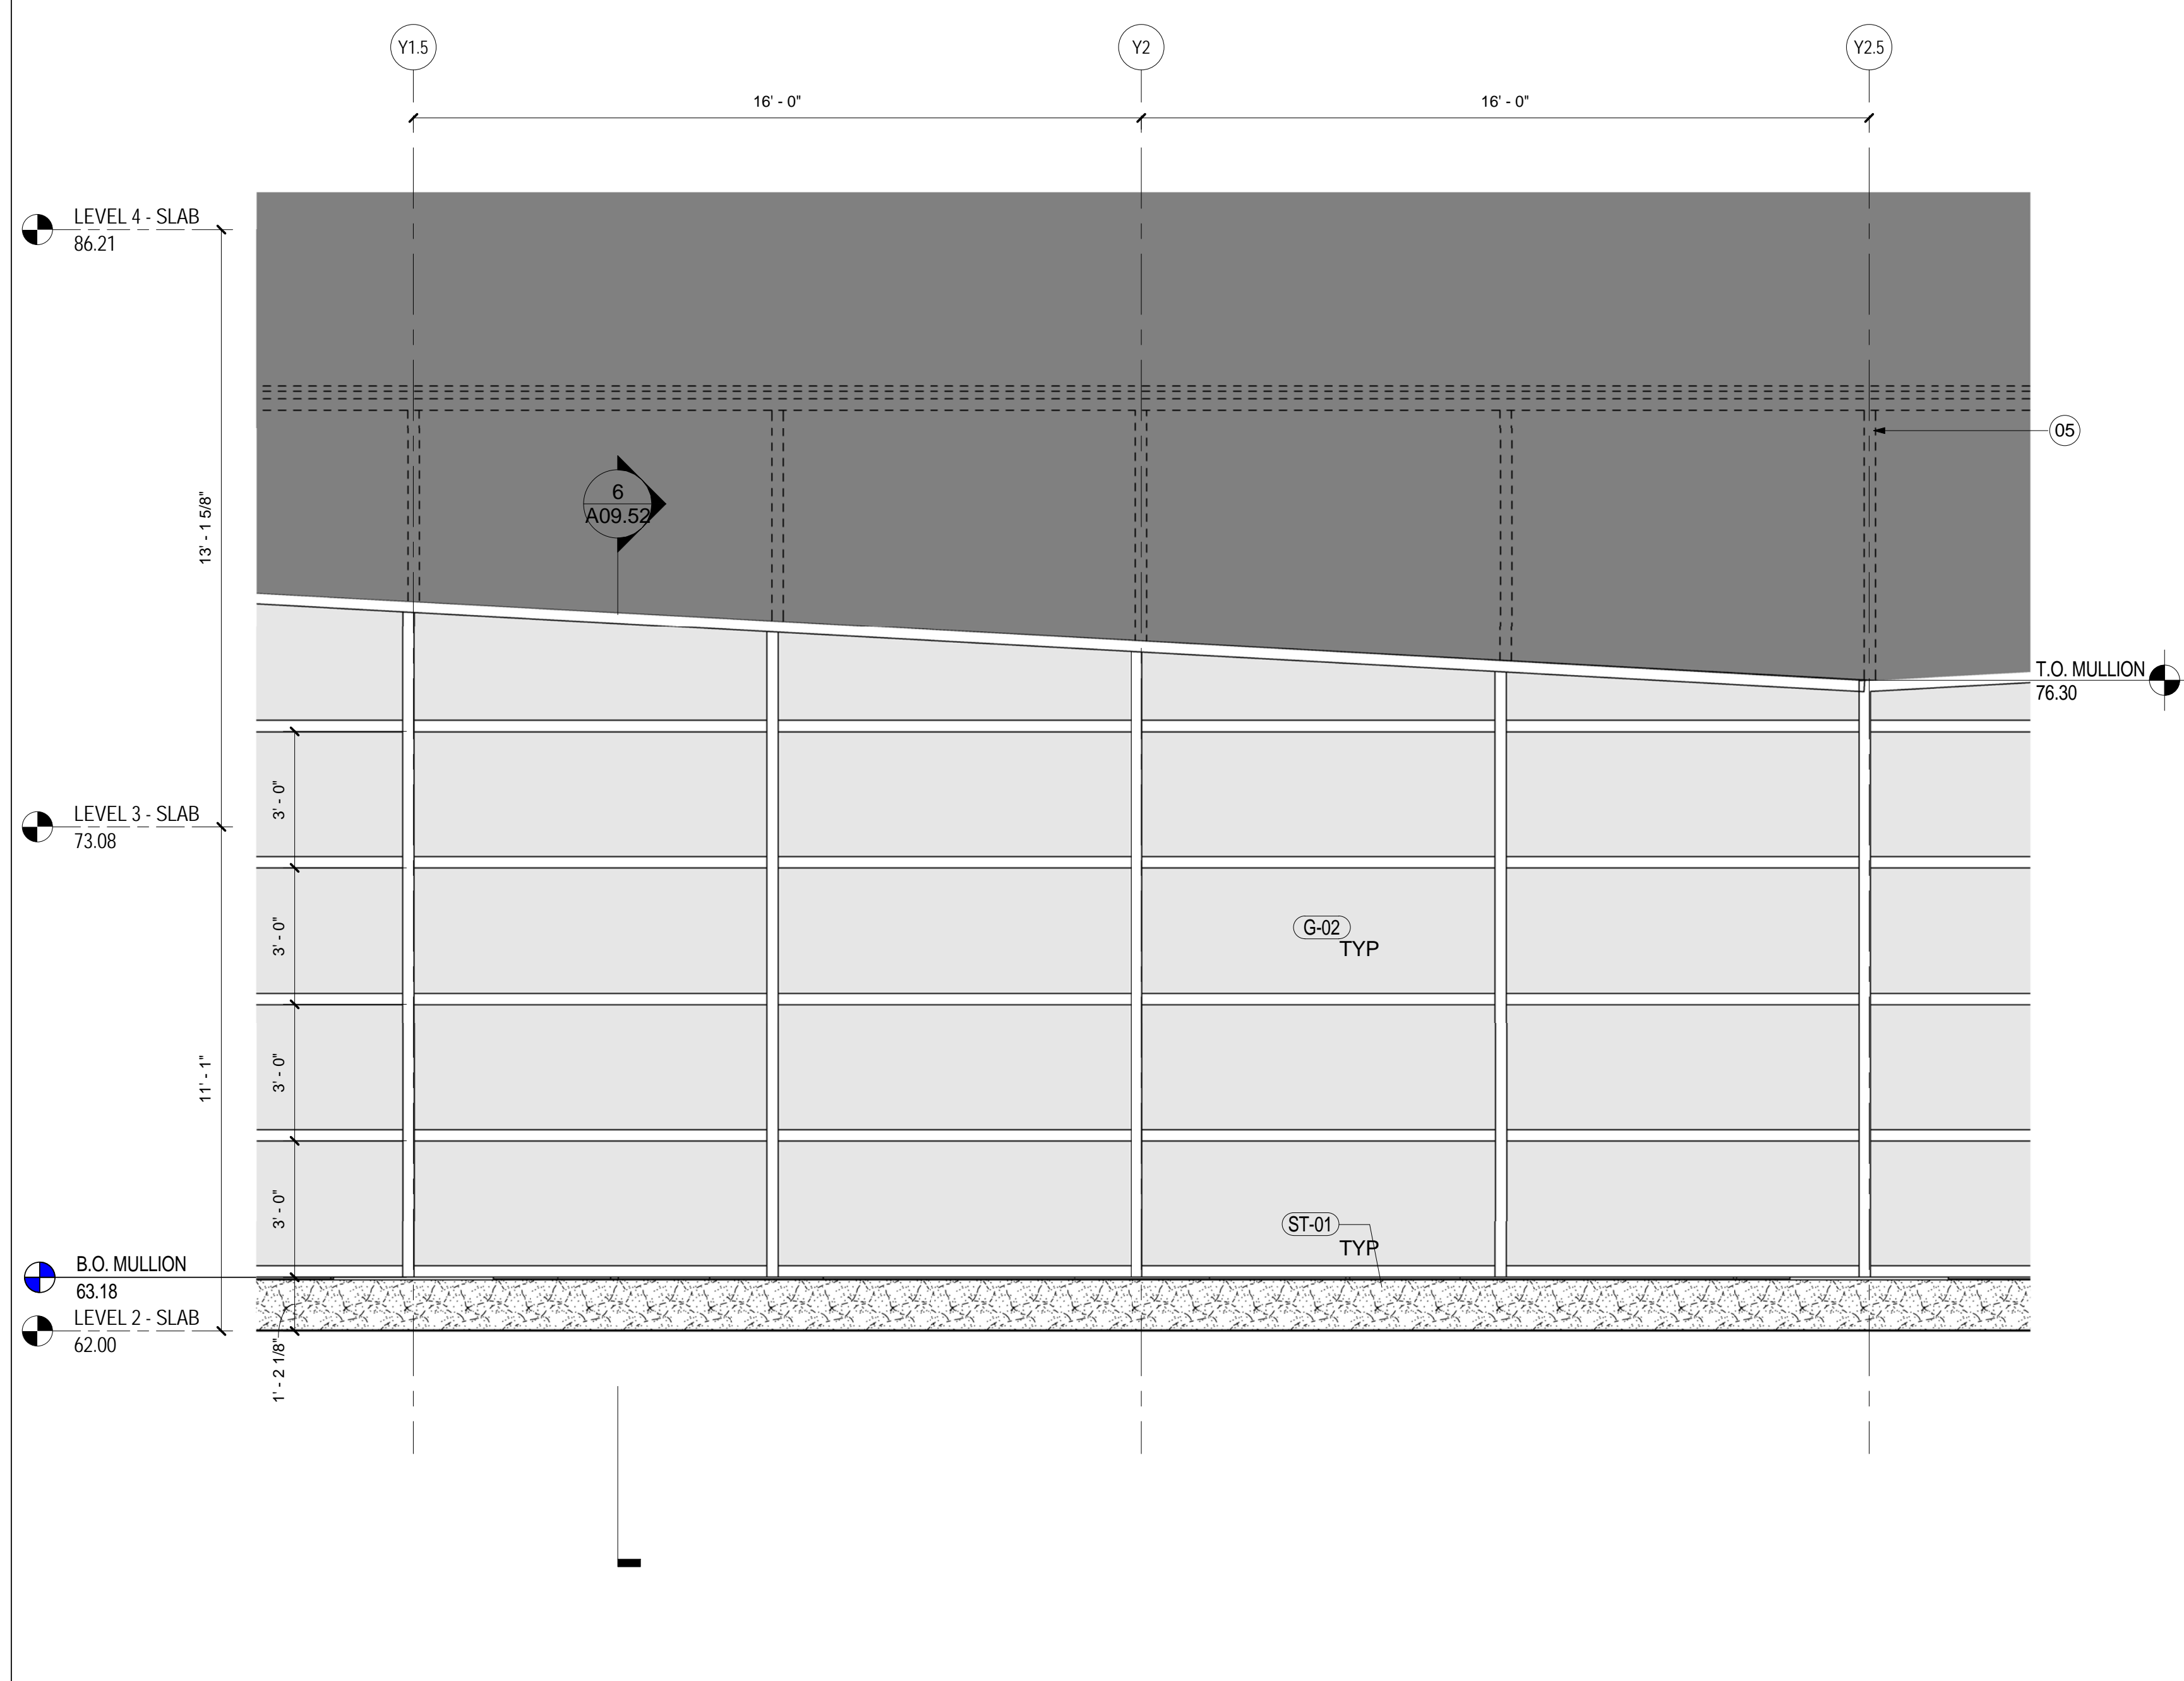 Y1.5
Y2
Y2.5
16' - 0"
16' - 0"
LEVEL 4 - SLAB
86.21
05
6
A09.52
13' - 1 5/8"
T.O. MULLION
76.30
3' - 0"
LEVEL 3 - SLAB
73.08
3' - 0"
G-02
TYP
3' - 0"
11' - 1"
3' - 0"
ST-01
TYP
B.O. MULLION
63.18
LEVEL 2 - SLAB
62.00
1' - 2 1/8"